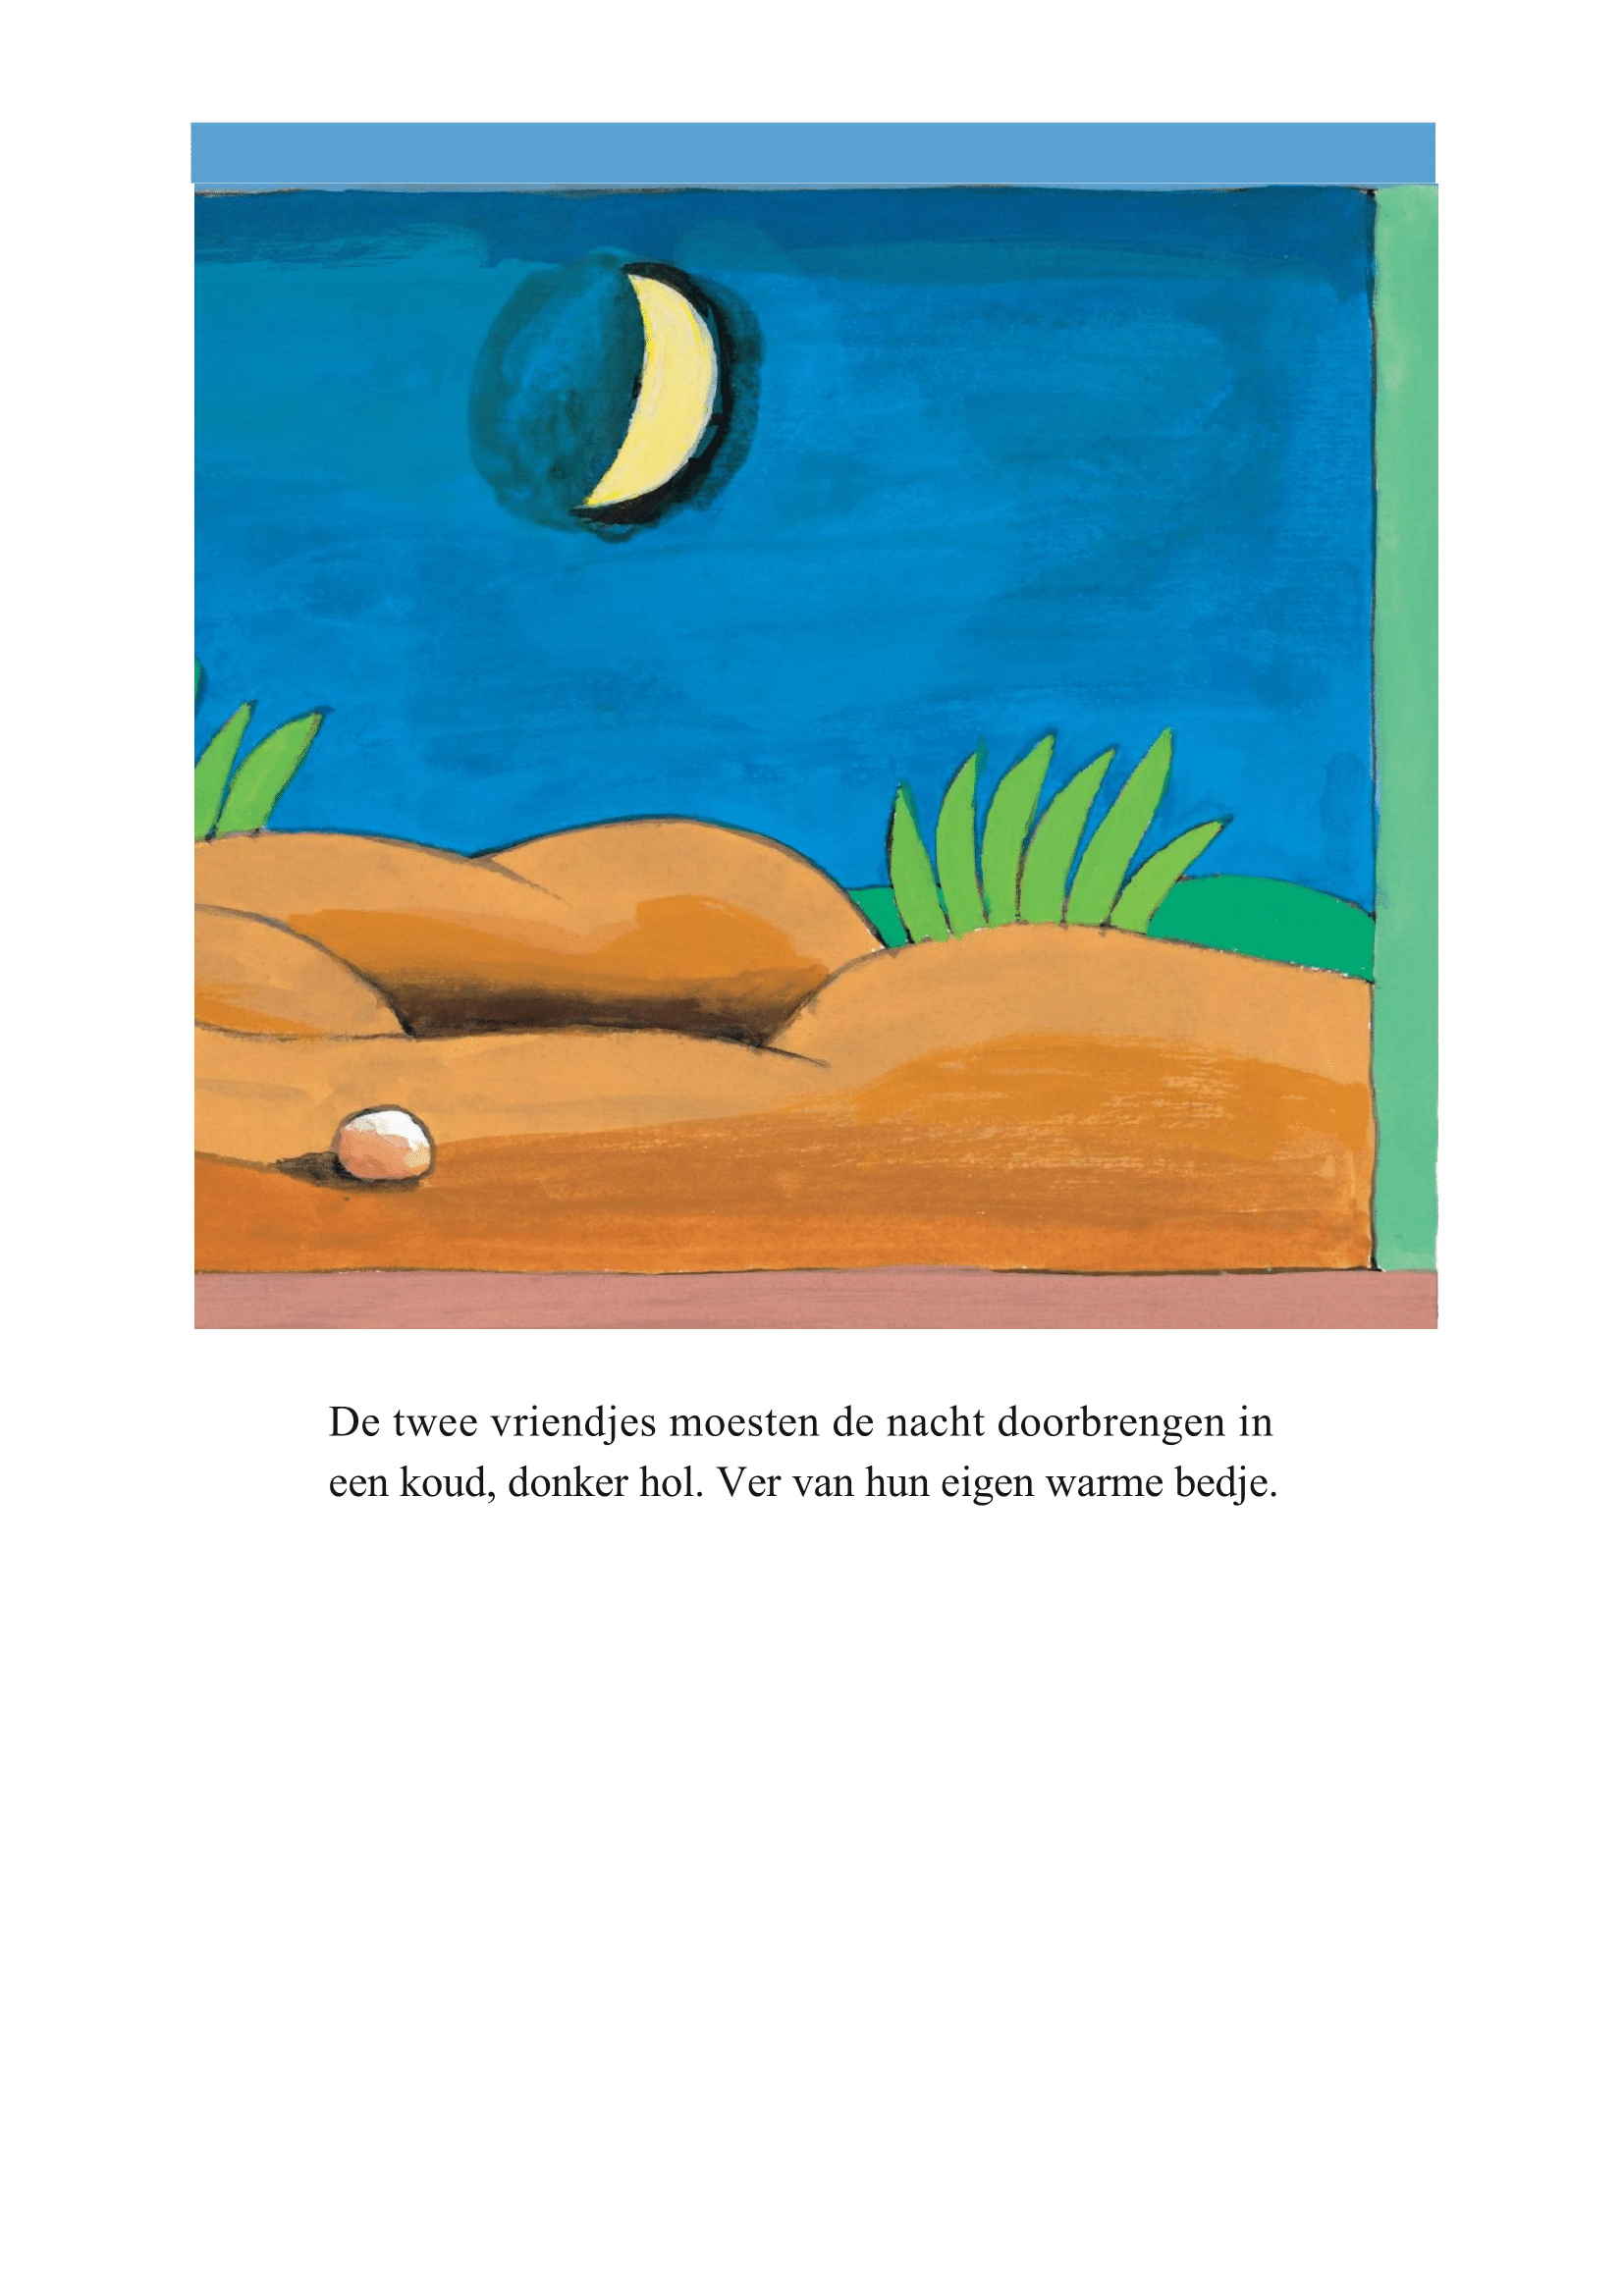 De twee vriendjes moesten de nacht doorbrengen in
een koud, donker hol. Ver van hun eigen warme bedje.